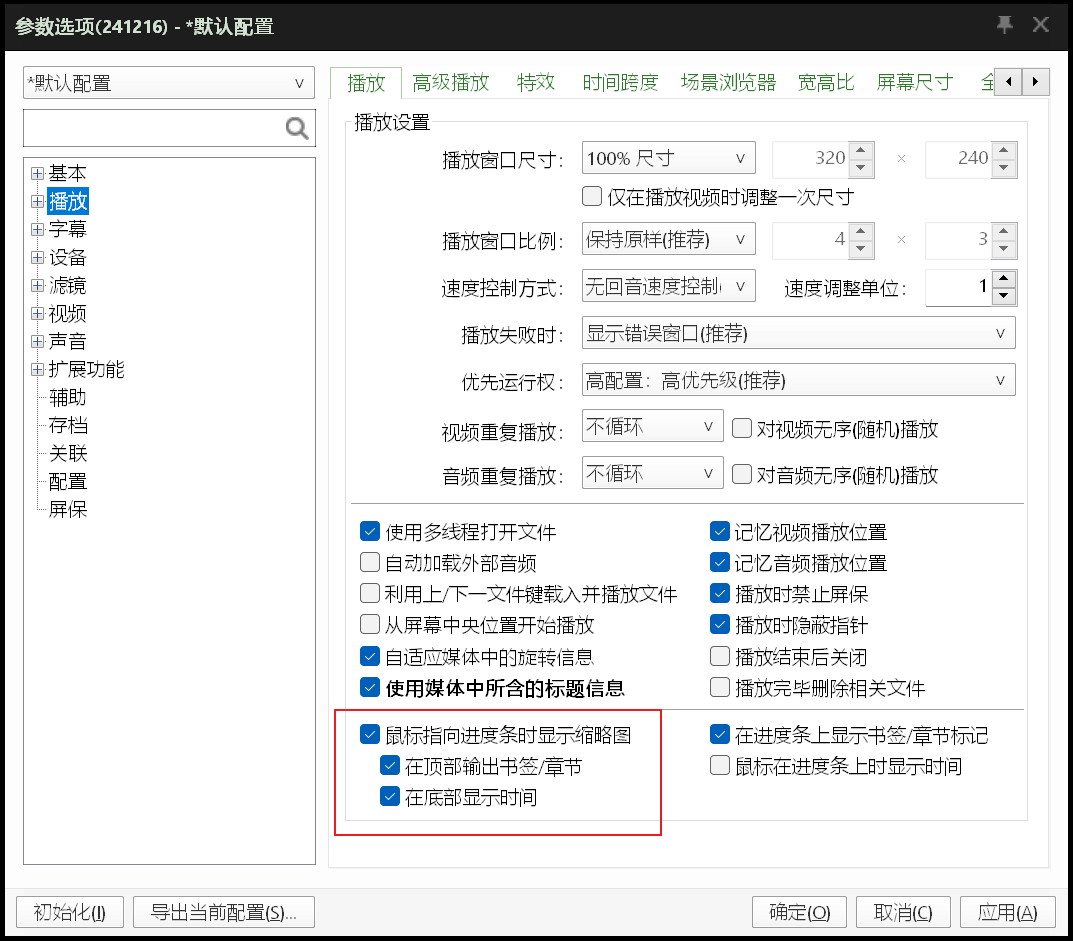 参数选项(241216) - *默认配置
*默认配置
基本
播放
字幕
设备
滤镜
视频
声音
扩展功能
辅助
存档
关联
配置
屏保
播放 高级播放 特效 时间跨度 场景浏览器 宽高比 屏幕尺寸
播放设置
播放窗口尺寸: 100% 尺寸 320 × 240
仅在播放视频时调整一次尺寸
播放窗口比例: 保持原样(推荐) 4 × 3
速度控制方式: 无回音速度控制( 速度调整单位: 1
播放失败时: 显示错误窗口(推荐)
优先运行权: 高配置: 高优先级(推荐)
视频重复播放: 不循环 对视频无序(随机)播放
音频重复播放: 不循环 对音频无序(随机)播放
使用多线程打开文件 记忆视频播放位置
自动加载外部音频 记忆音频播放位置
利用上/下一文件键载入并播放文件 播放时禁止屏保
从屏幕中央位置开始播放 播放时隐蔽指针
自适应媒体中的旋转信息 播放结束后关闭
使用媒体中所含的标题信息 播放完毕删除相关文件
鼠标指向进度条时显示缩略图 在进度条上显示书签/章节标记
在顶部输出书签/章节 鼠标在进度条上时显示时间
在底部显示时间
初始化(I) 导出当前配置(S)... 确定(O) 取消(C) 应用(A)